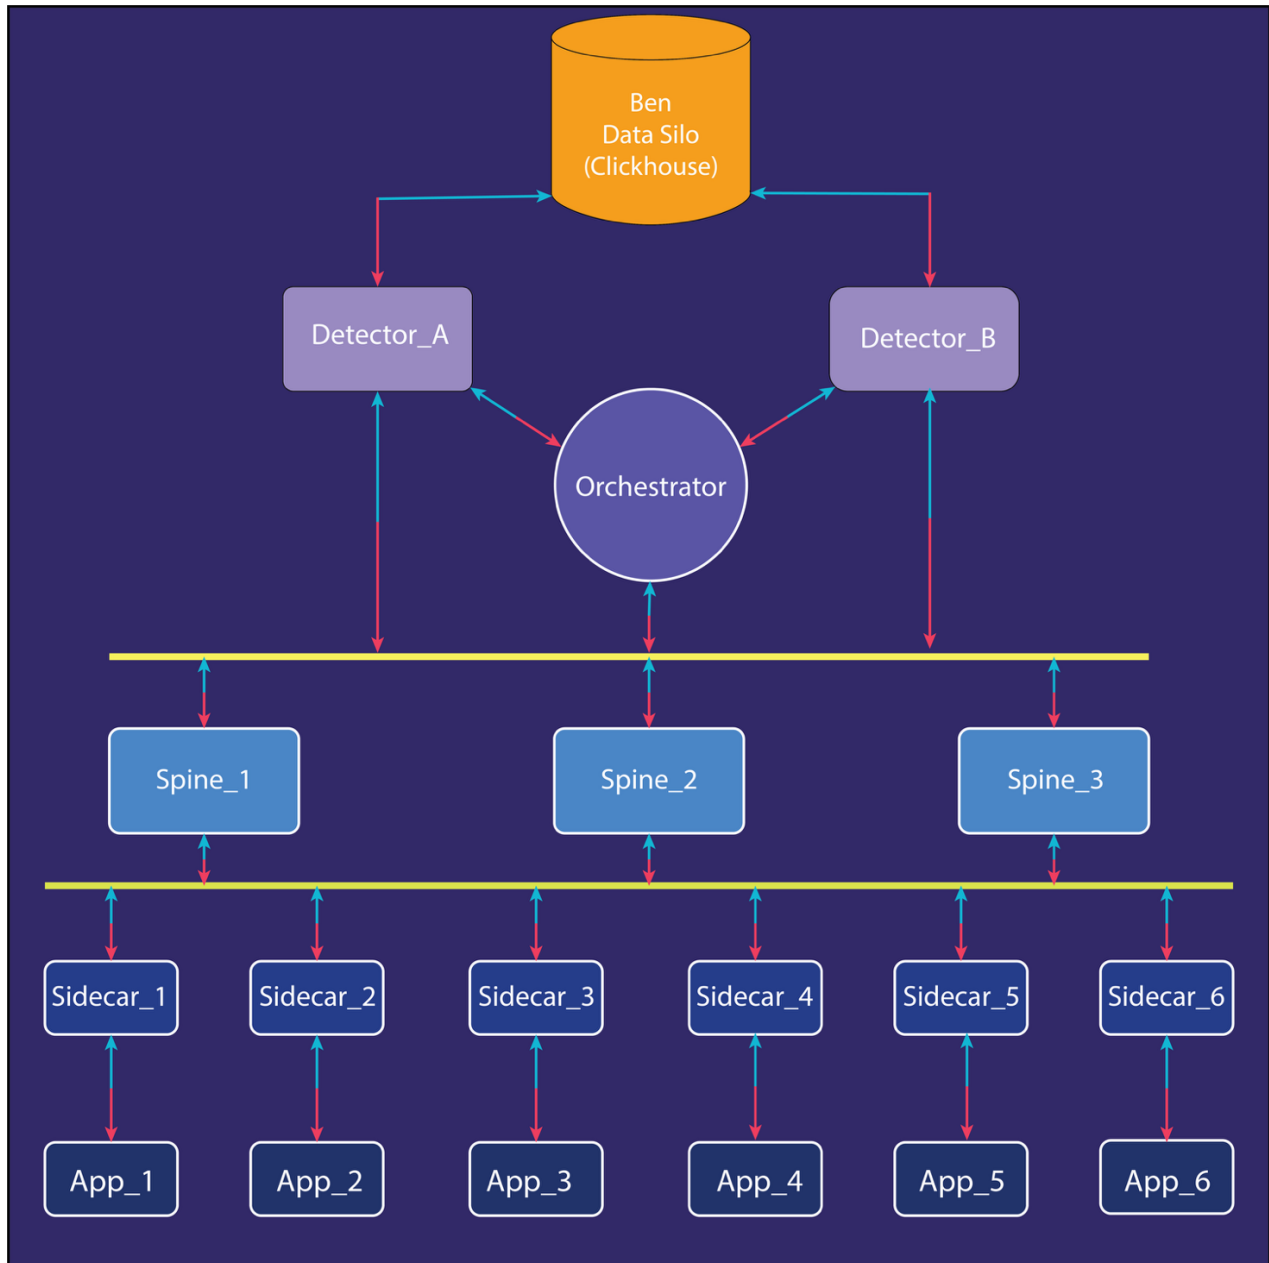 Ben
Data Silo
(Clickhouse)
Detector_A
Detector_B
Orchestrator
Spine_1
Spine_2
Spine_3
Sidecar_1
Sidecar_2
Sidecar_3
Sidecar_4
Sidecar_5
Sidecar_6
App_1
App_2
App_3
App_4
App_5
App_6